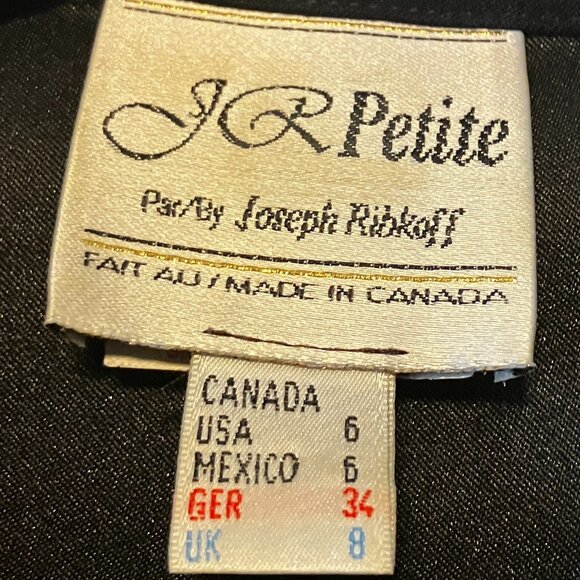 JR Petite
Par/By Joseph Ribkoff
FAIT AU / MADE IN CANADA
CANADA
USA 6
MEXICO 6
GER 34
UK 8